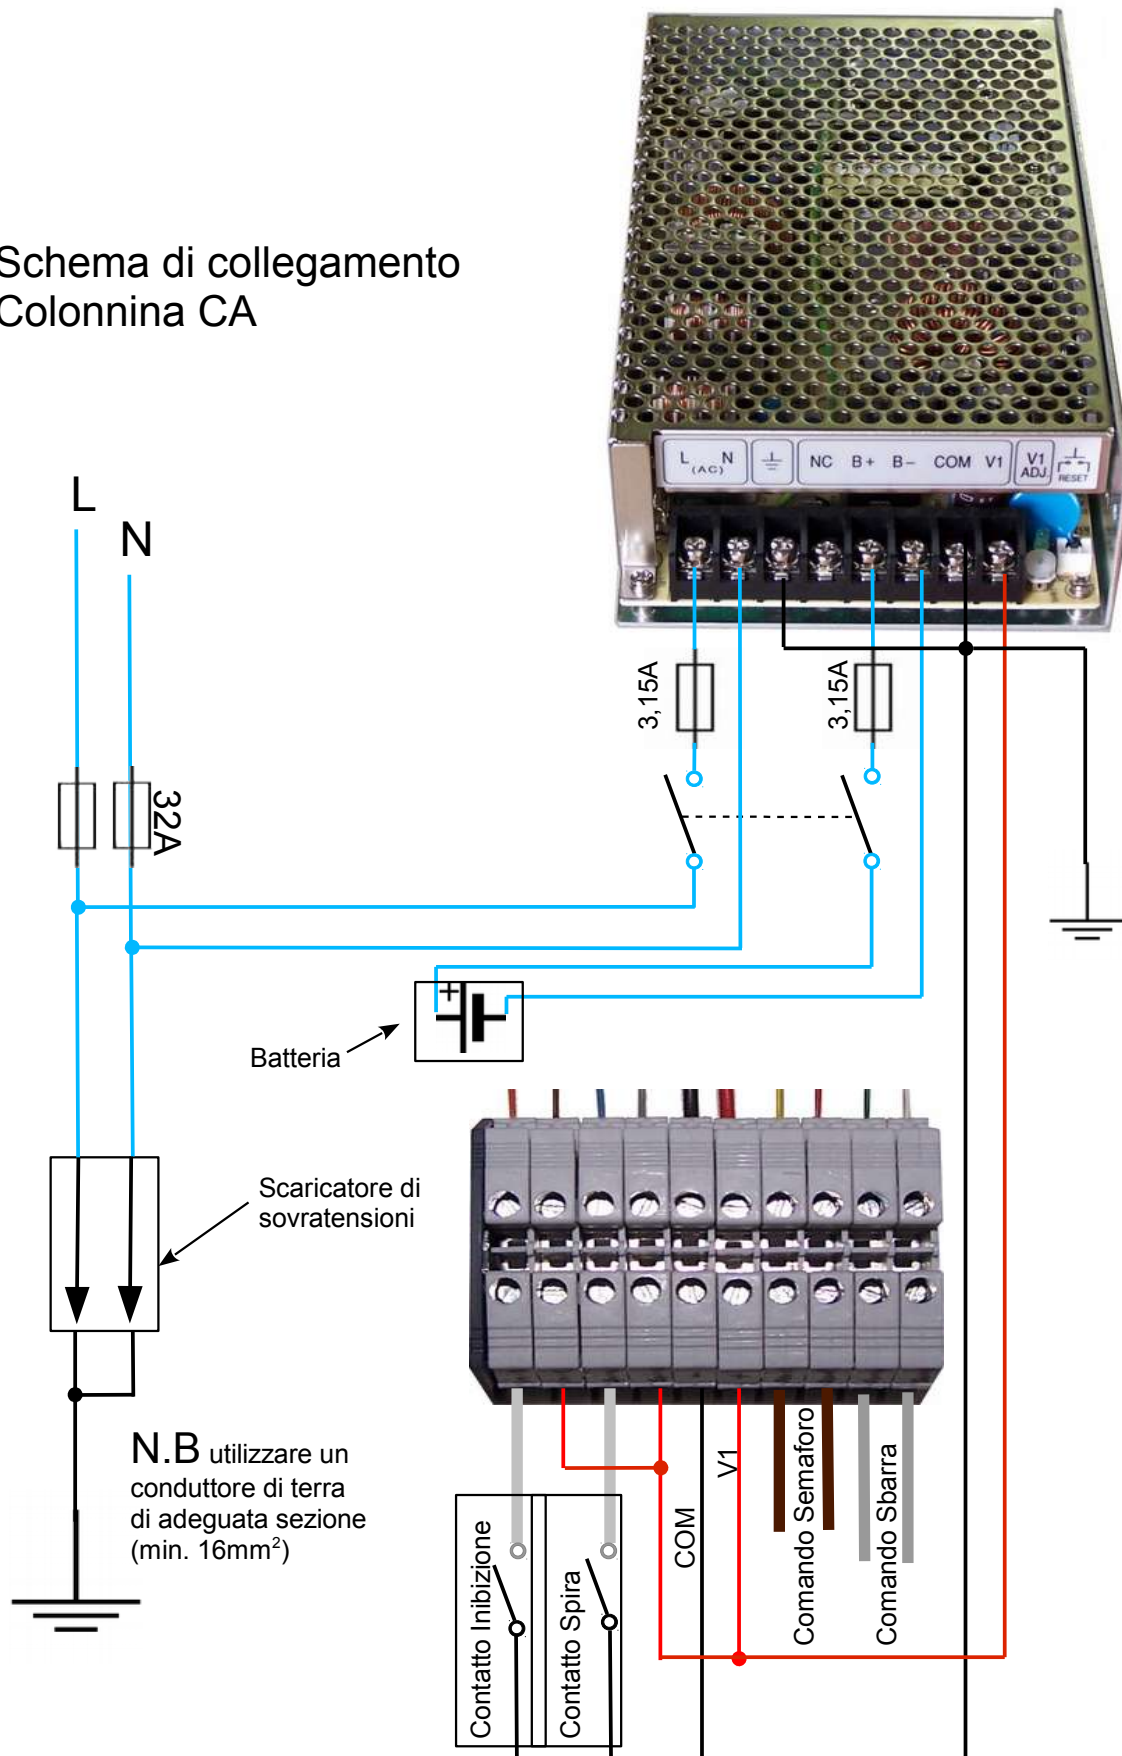 Schema di collegamento
Colonnina CA
L
N
L (AC) N
NC B+ B- COM V1
V1
ADJ.
RESET
3,15A
3,15A
32A
Batteria
Scaricatore di
sovratensioni
N.B utilizzare un
conduttore di terra
di adeguata sezione
(min. 16mm²)
Contatto Inibizione
Contatto Spira
COM
V1
Comando Semaforo
Comando Sbarra
+